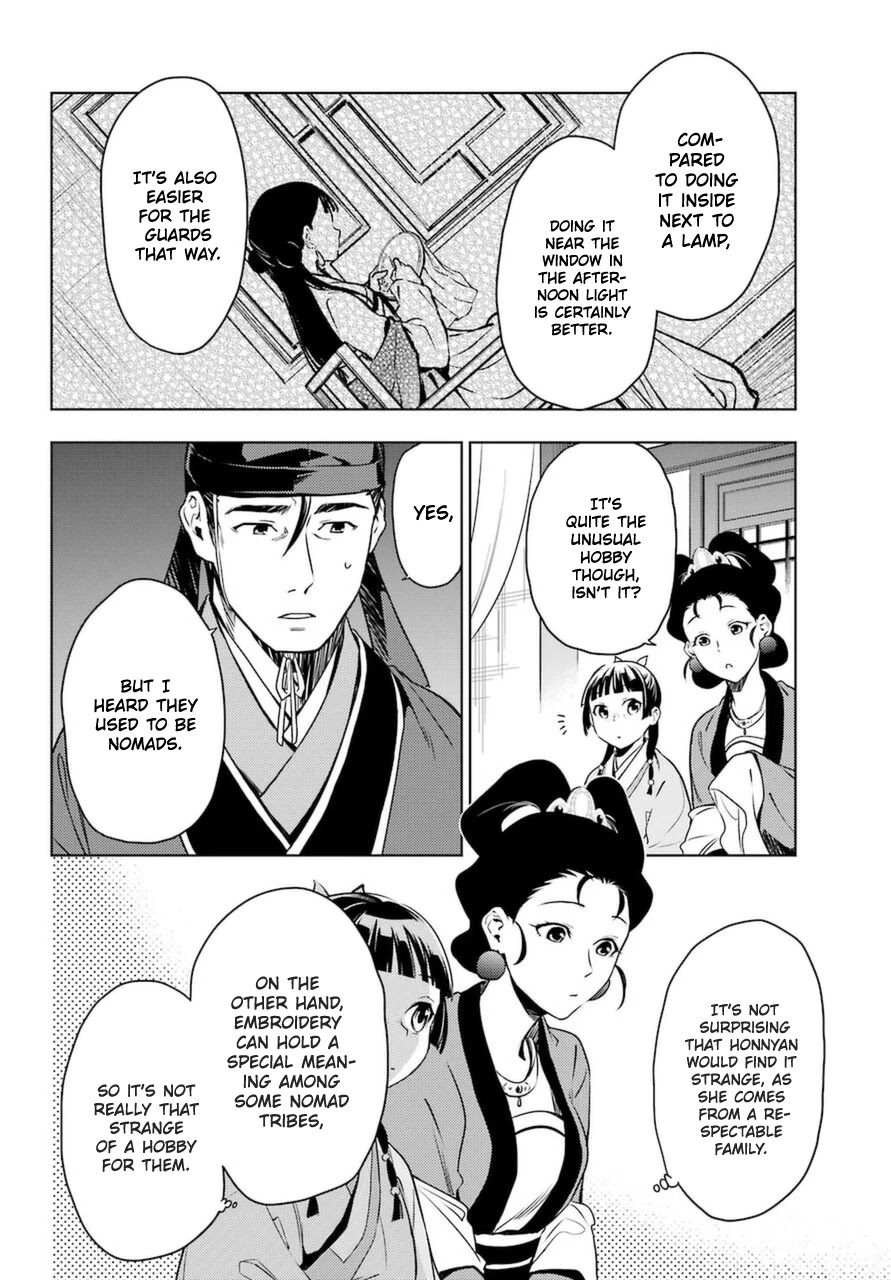 COM-
PARED
TO DOING
IT INSIDE
NEXT TO
A LAMP,
DOING IT
NEAR THE
WINDOW IN
THE AFTER-
NOON LIGHT
IS CERTAINLY
BETTER.
IT'S ALSO
EASIER
FOR THE
GUARDS
THAT WAY.
IT'S
QUITE THE
UNUSUAL
HOBBY
THOUGH,
ISN'T IT?
YES,
BUT I
HEARD THEY
USED TO BE
NOMADS.
IT'S NOT
SURPRISING
THAT HONNYAN
WOULD FIND IT
STRANGE, AS
SHE COMES
FROM A RE-
SPECTABLE
FAMILY.
ON THE
OTHER HAND,
EMBROIDERY
CAN HOLD A
SPECIAL MEAN-
ING AMONG
SOME NOMAD
TRIBES,
SO IT'S NOT
REALLY THAT
STRANGE
OF A HOBBY
FOR THEM.